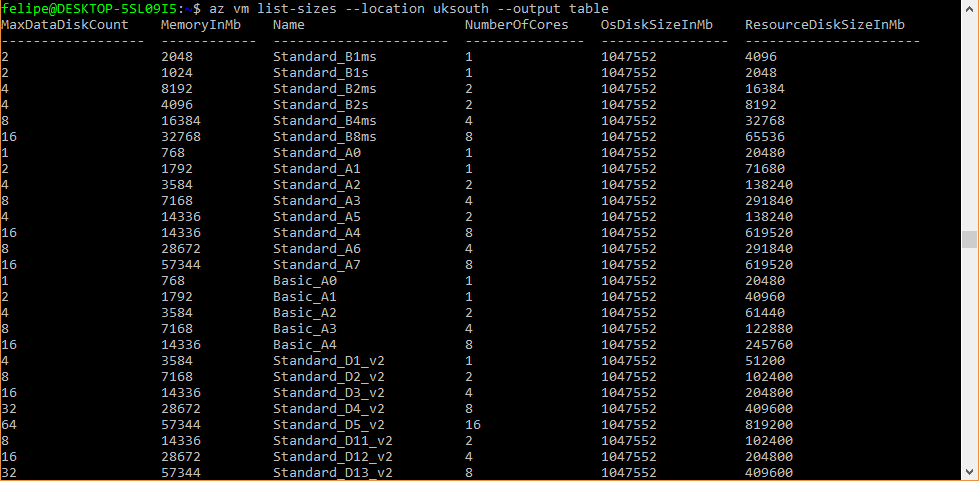 felipe@DESKTOP-5SL09I5:~$ az vm list-sizes --location uksouth --output table
MaxDataDiskCount    MemoryInMb    Name                    NumberOfCores    OsDiskSizeInMb    ResourceDiskSizeInMb
------------------  ------------  ----------------------  ---------------  ----------------  ----------------------
2                   2048          Standard_B1ms           1                1047552           4096
2                   1024          Standard_B1s            1                1047552           2048
4                   8192          Standard_B2ms           2                1047552           16384
4                   4096          Standard_B2s            2                1047552           8192
8                   16384         Standard_B4ms           4                1047552           32768
16                  32768         Standard_B8ms           8                1047552           65536
1                   768           Standard_A0             1                1047552           20480
2                   1792          Standard_A1             1                1047552           71680
4                   3584          Standard_A2             2                1047552           138240
8                   7168          Standard_A3             4                1047552           291840
4                   14336         Standard_A5             2                1047552           138240
16                  14336         Standard_A4             8                1047552           619520
8                   28672         Standard_A6             4                1047552           291840
16                  57344         Standard_A7             8                1047552           619520
1                   768           Basic_A0                1                1047552           20480
2                   1792          Basic_A1                1                1047552           40960
4                   3584          Basic_A2                2                1047552           61440
8                   7168          Basic_A3                4                1047552           122880
16                  14336         Basic_A4                8                1047552           245760
4                   3584          Standard_D1_v2          1                1047552           51200
8                   7168          Standard_D2_v2          2                1047552           102400
16                  14336         Standard_D3_v2          4                1047552           204800
32                  28672         Standard_D4_v2          8                1047552           409600
64                  57344         Standard_D5_v2          16               1047552           819200
8                   14336         Standard_D11_v2         2                1047552           102400
16                  28672         Standard_D12_v2         4                1047552           204800
32                  57344         Standard_D13_v2         8                1047552           409600